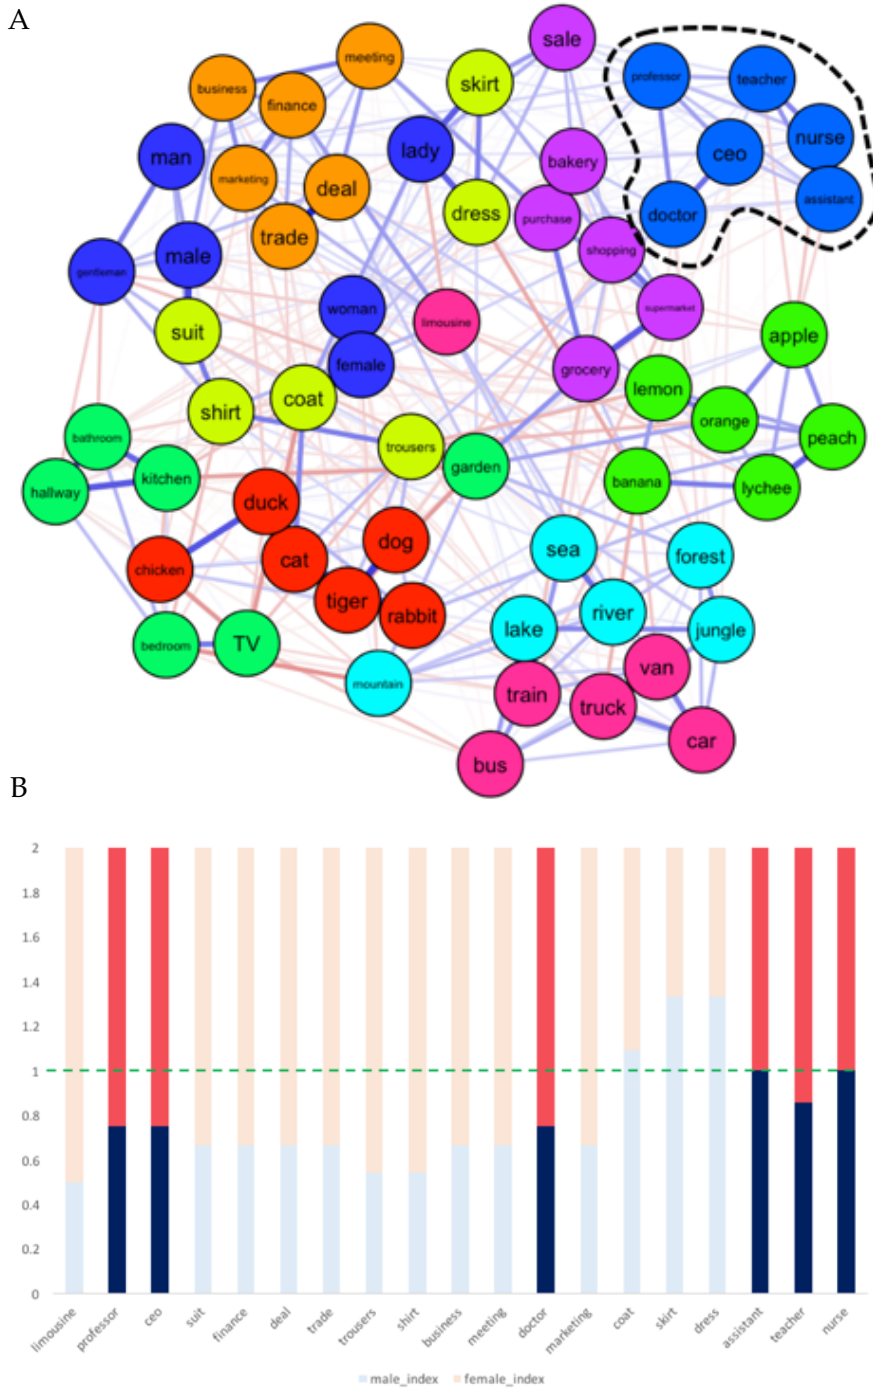 A
sale
meeting
professor
teacher
skirt
business
finance
nurse
lady
ceo
man
bakery
marketing
deal
assistant
dress
purchase
doctor
trade
shopping
male
gentleman
woman
limousine
supermarket
suit
apple
female
grocery
lemon
coat
shirt
orange
bathroom
trousers
peach
garden
kitchen
banana
lychee
hallway
duck
dog
sea
forest
cat
chicken
tiger
river
rabbit
lake
jungle
TV
bedroom
van
mountain
train
truck
car
bus
B
2
1.8
1.6
1.4
1.2
1
0.8
0.6
0.4
0.2
0
limousine
professor
ceo
suit
finance
deal
trade
trousers
shirt
business
meeting
doctor
marketing
coat
skirt
dress
assistant
teacher
nurse
male_index female_index